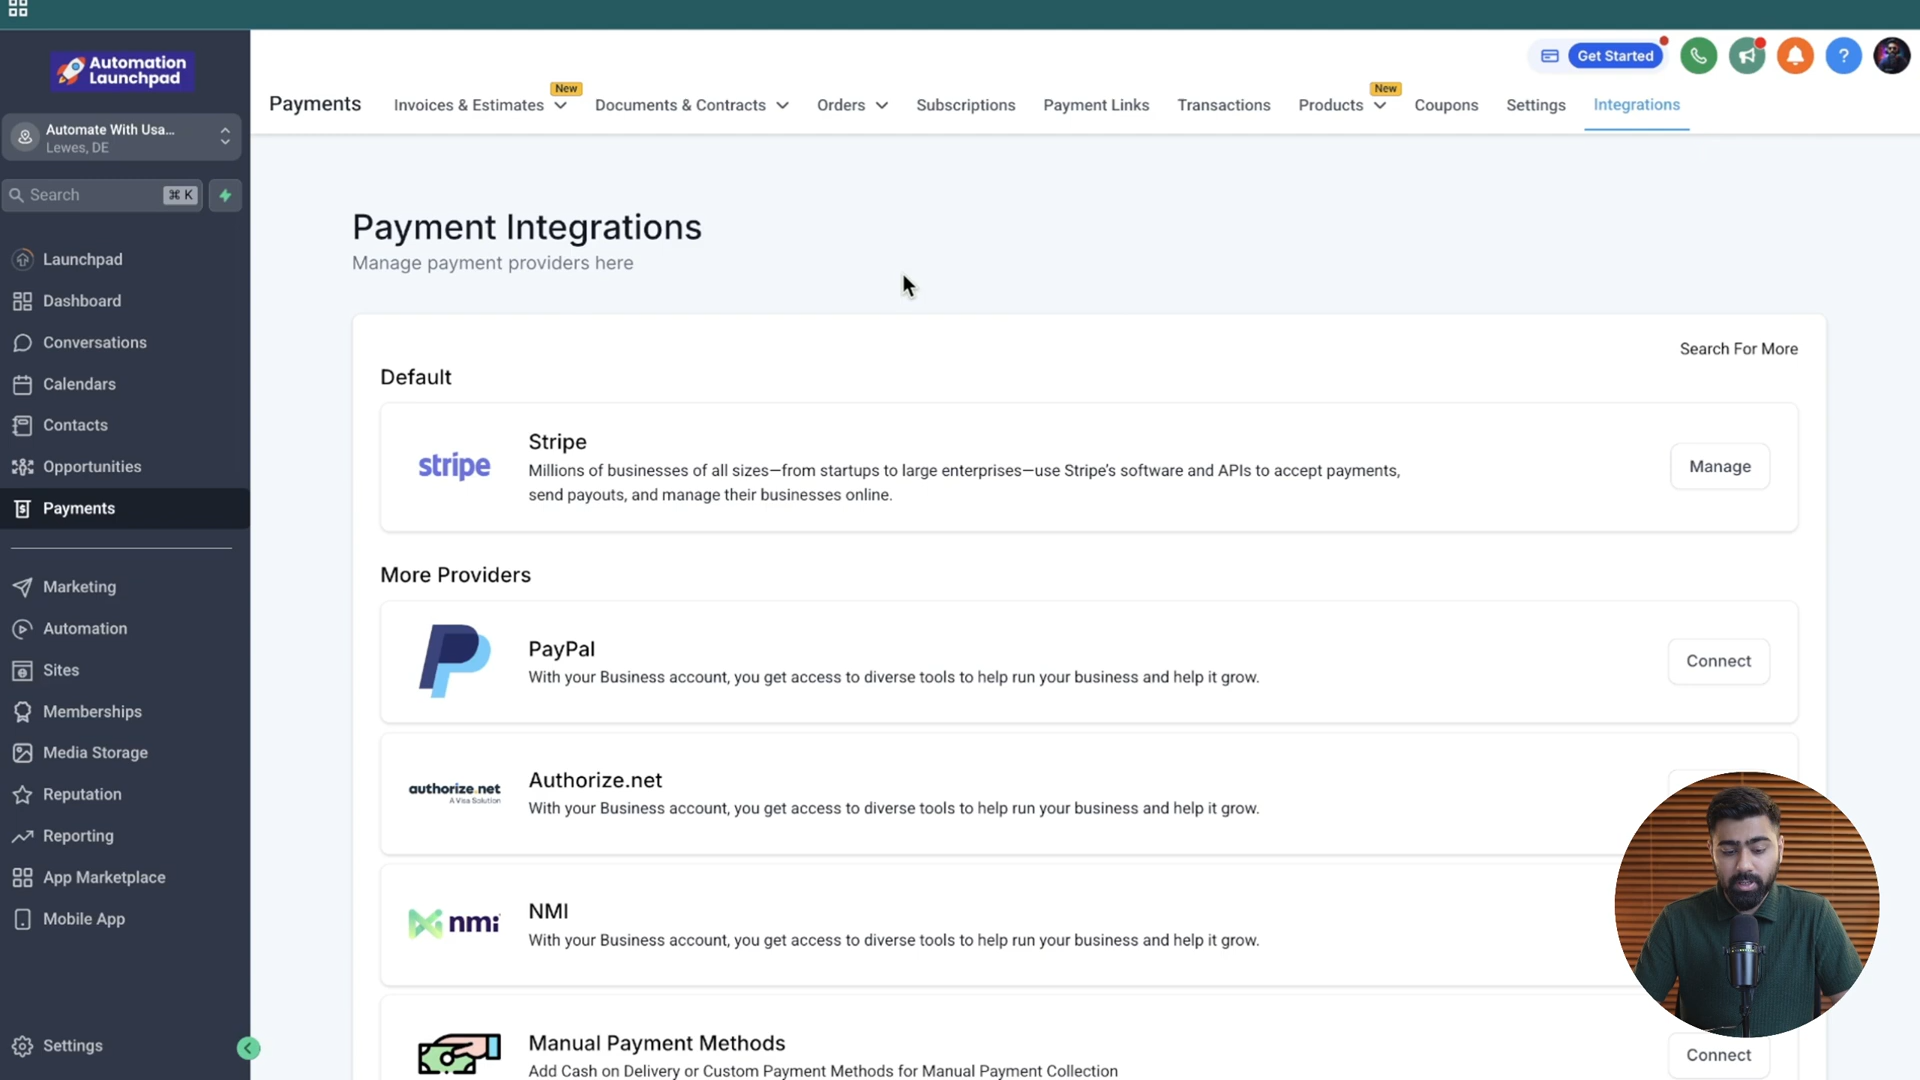 Automation
Launchpad
Automate With Usa...
Lewes, DE
Search
⌘ K
Launchpad
Dashboard
Conversations
Calendars
Contacts
Opportunities
Payments
Marketing
Automation
Sites
Memberships
Media Storage
Reputation
Reporting
App Marketplace
Mobile App
Settings
Get Started
?
Payments
Invoices & Estimates
New
Documents & Contracts
Orders
Subscriptions
Payment Links
Transactions
Products
New
Coupons
Settings
Integrations
Payment Integrations
Manage payment providers here
Search For More
Default
stripe
Stripe
Millions of businesses of all sizes—from startups to large enterprises—use Stripe's software and APIs to accept payments,
send payouts, and manage their businesses online.
Manage
More Providers
PayPal
With your Business account, you get access to diverse tools to help run your business and help it grow.
Connect
authorize.net
A Visa Solution
Authorize.net
With your Business account, you get access to diverse tools to help run your business and help it grow.
nmi
NMI
With your Business account, you get access to diverse tools to help run your business and help it grow.
Manual Payment Methods
Add Cash on Delivery or Custom Payment Methods for Manual Payment Collection
Connect